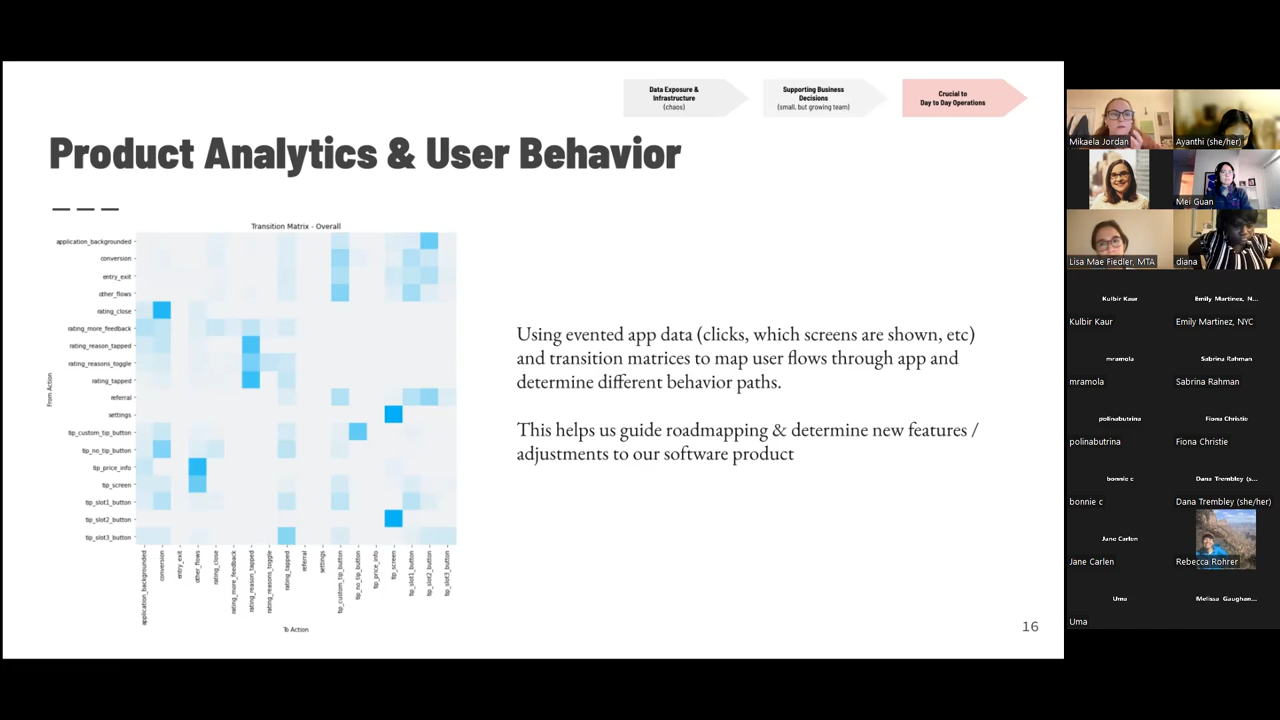 Data Exposure &
Infrastructure
(chaos)
Supporting Business
Decisions
(small, but growing team)
Crucial to
Day to Day Operations
Product Analytics & User Behavior
Transition Matrix - Overall
From Action
application_backgrounded
conversion
entry_exit
other_flows
rating_close
rating_more_feedback
rating_reason_tapped
rating_reasons_toggle
rating_tapped
referral
settings
tip_custom_tip_button
tip_no_tip_button
tip_price_info
tip_screen
tip_slot1_button
tip_slot2_button
tip_slot3_button
application_backgrounded
conversion
entry_exit
other_flows
rating_close
rating_more_feedback
rating_reason_tapped
rating_reasons_toggle
rating_tapped
referral
settings
tip_custom_tip_button
tip_no_tip_button
tip_price_info
tip_screen
tip_slot1_button
tip_slot2_button
tip_slot3_button
To Action
Using evented app data (clicks, which screens are shown, etc)
and transition matrices to map user flows through app and
determine different behavior paths.
This helps us guide roadmapping & determine new features /
adjustments to our software product
16
Mikaela Jordan
Ayanthi (she/her)
Mei Guan
Lisa Mae Fiedler, MTA
diana
Kulbir Kaur
Emily Martinez, N...
Kulbir Kaur
Emily Martinez, NYC
mramola
Sabrina Rahman
mramola
Sabrina Rahman
polinabutrina
Fiona Christie
polinabutrina
Fiona Christie
bonnie c
Dana Trembley (s...
bonnie c
Dana Trembley (she/her)
Jane Carlen
Jane Carlen
Rebecca Rohrer
Uma
Melissa Gaughan...
Uma